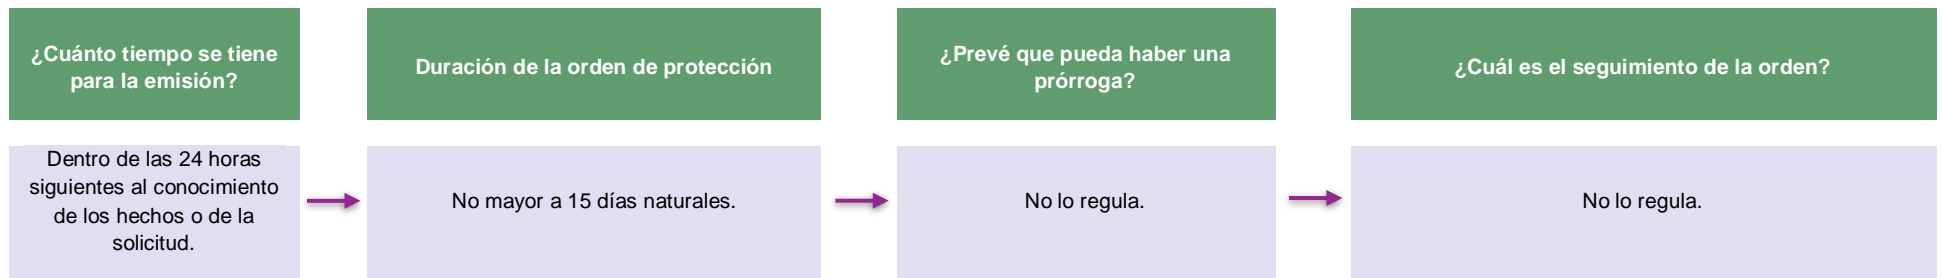 ¿Cuánto tiempo se tiene
para la emisión?
Duración de la orden de protección
¿Prevé que pueda haber una
prórroga?
¿Cuál es el seguimiento de la orden?
Dentro de las 24 horas
siguientes al conocimiento
de los hechos o de la
solicitud.
No mayor a 15 días naturales.
No lo regula.
No lo regula.